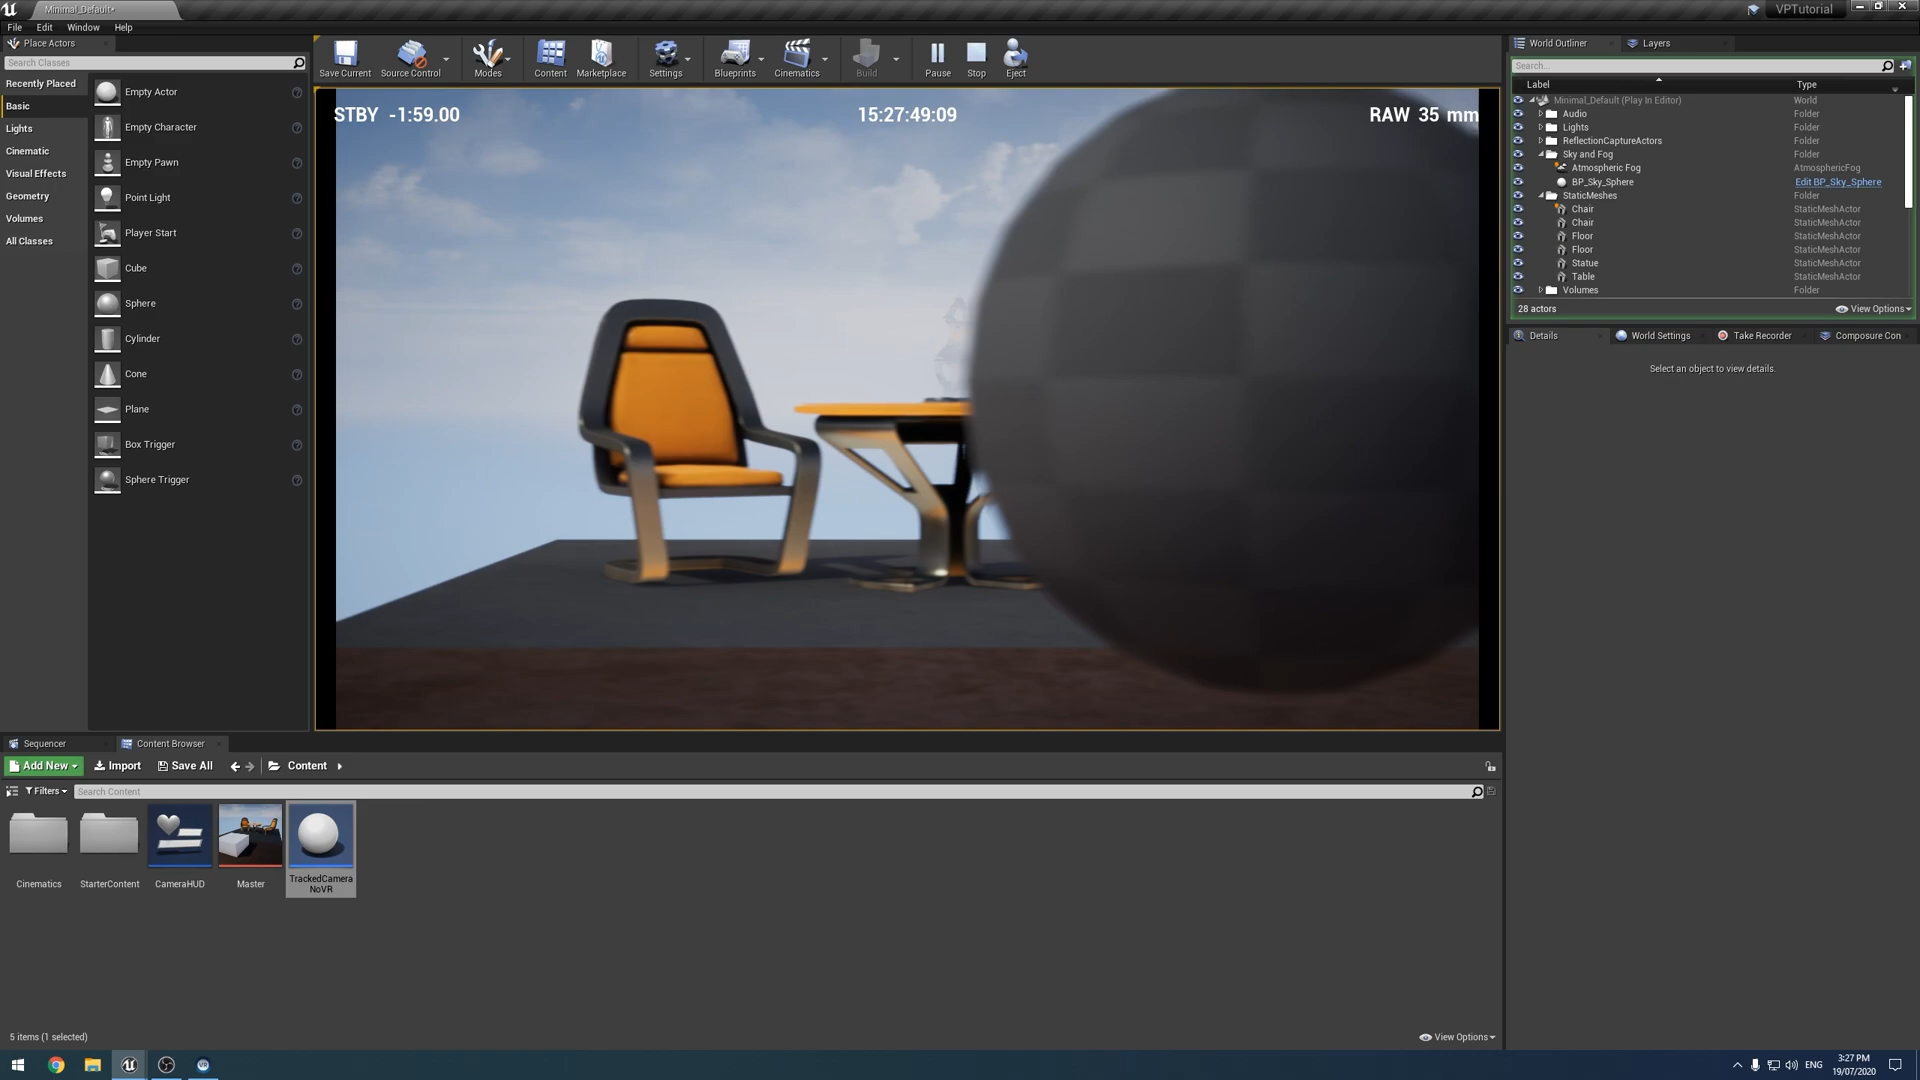 Minimal_Default*
VPTutorial
File Edit Window Help
Place Actors
Search Classes
Recently Placed
Basic
Lights
Cinematic
Visual Effects
Geometry
Volumes
All Classes
Empty Actor
Empty Character
Empty Pawn
Point Light
Player Start
Cube
Sphere
Cylinder
Cone
Plane
Box Trigger
Sphere Trigger
Save Current Source Control Modes Content Marketplace Settings Blueprints Cinematics Build Pause Stop Eject
STBY -1:59.00 15:27:49:09 RAW 35 mm
World Outliner Layers
Search...
Label Type
Minimal_Default (Play In Editor) World
Audio Folder
Lights Folder
ReflectionCaptureActors Folder
Sky and Fog Folder
Atmospheric Fog AtmosphericFog
BP_Sky_Sphere Edit BP_Sky_Sphere
StaticMeshes Folder
Chair StaticMeshActor
Chair StaticMeshActor
Floor StaticMeshActor
Floor StaticMeshActor
Statue StaticMeshActor
Table StaticMeshActor
Volumes Folder
28 actors View Options
Details World Settings Take Recorder Composure Con
Select an object to view details.
Sequencer Content Browser
Add New Import Save All Content
Filters Search Content
Cinematics StarterContent CameraHUD Master TrackedCamera
NoVR
5 items (1 selected) View Options
ENG 3:27 PM
19/07/2020